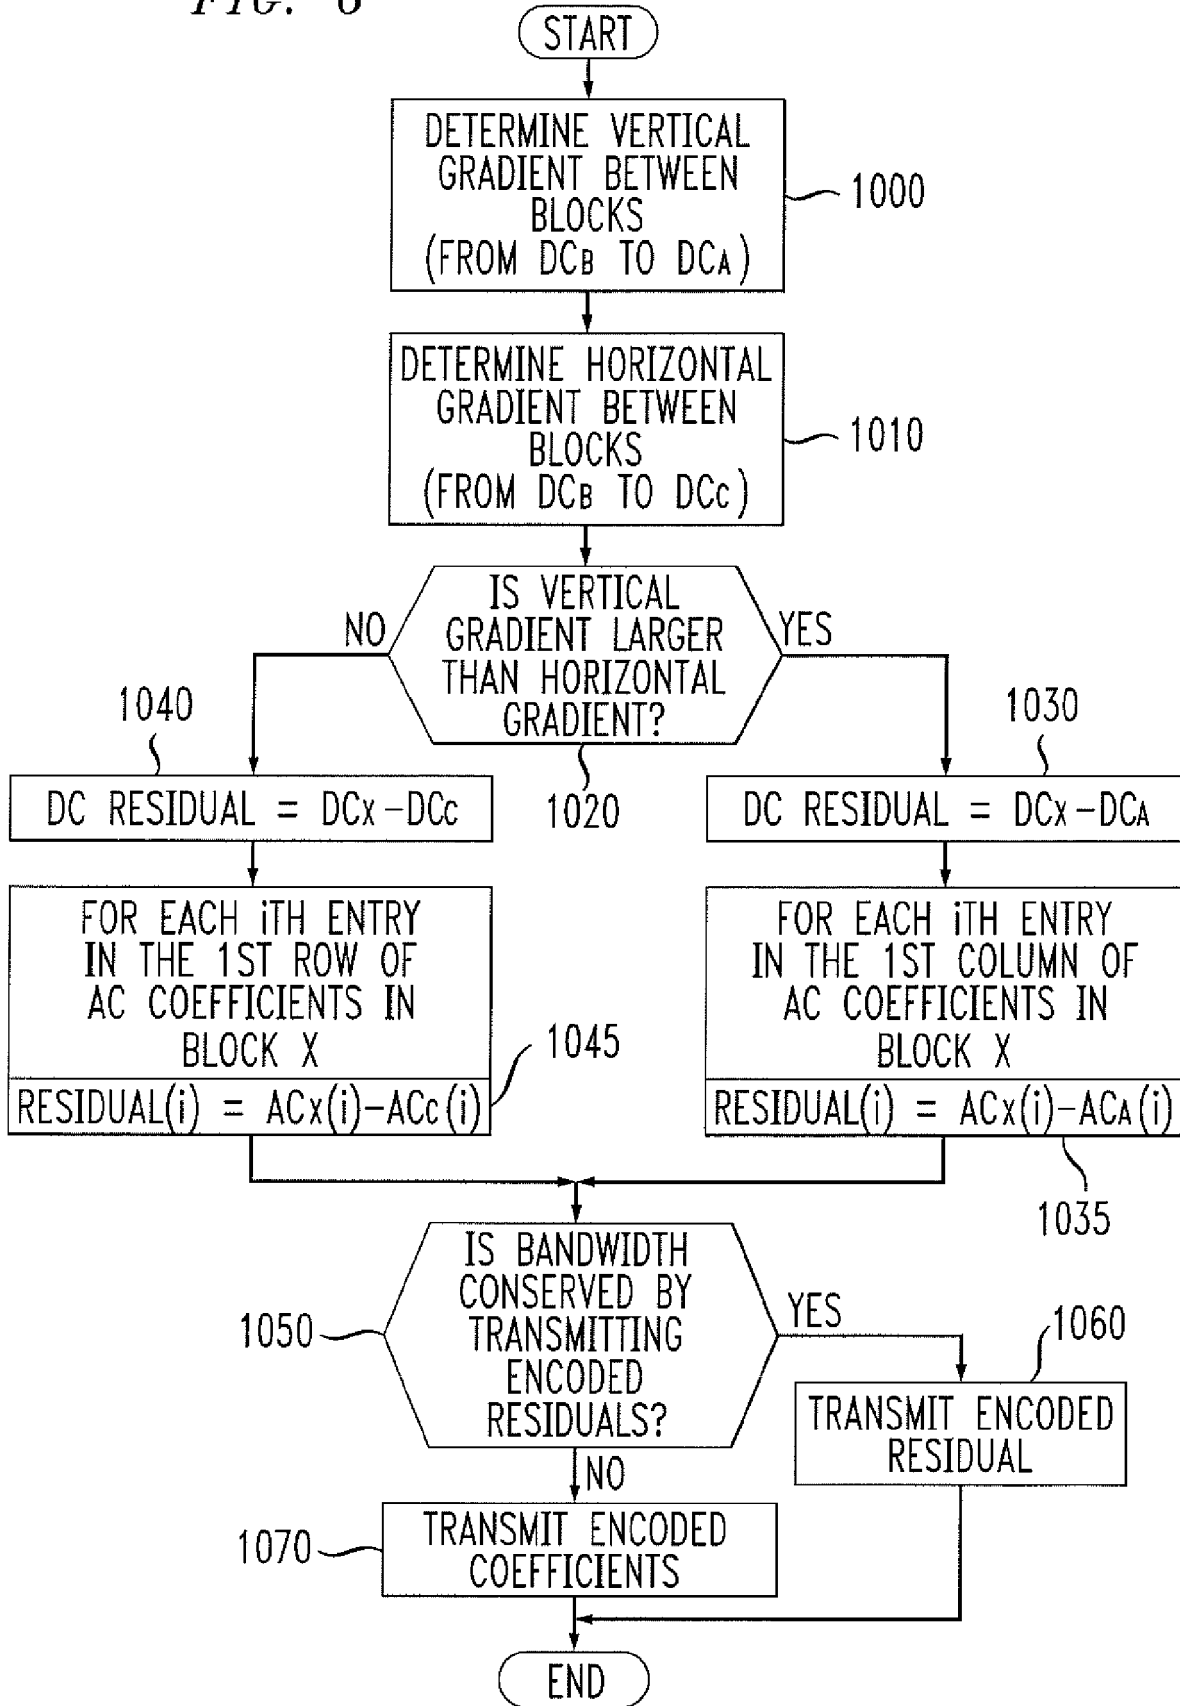 FIG. 6
START
DETERMINE VERTICAL
GRADIENT BETWEEN
BLOCKS
(FROM DCB TO DCA)
1000
DETERMINE HORIZONTAL
GRADIENT BETWEEN
BLOCKS
(FROM DCB TO DCC)
1010
IS VERTICAL
GRADIENT LARGER
THAN HORIZONTAL
GRADIENT?
NO
YES
1020
1040
1030
DC RESIDUAL = DCX-DCC
DC RESIDUAL = DCX-DCA
FOR EACH iTH ENTRY
IN THE 1ST ROW OF
AC COEFFICIENTS IN
BLOCK X
RESIDUAL(i) = ACX(i)-ACC(i)
1045
FOR EACH iTH ENTRY
IN THE 1ST COLUMN OF
AC COEFFICIENTS IN
BLOCK X
RESIDUAL(i) = ACX(i)-ACA(i)
1035
IS BANDWIDTH
CONSERVED BY
TRANSMITTING
ENCODED
RESIDUALS?
1050
YES
1060
TRANSMIT ENCODED
RESIDUAL
NO
1070
TRANSMIT ENCODED
COEFFICIENTS
END